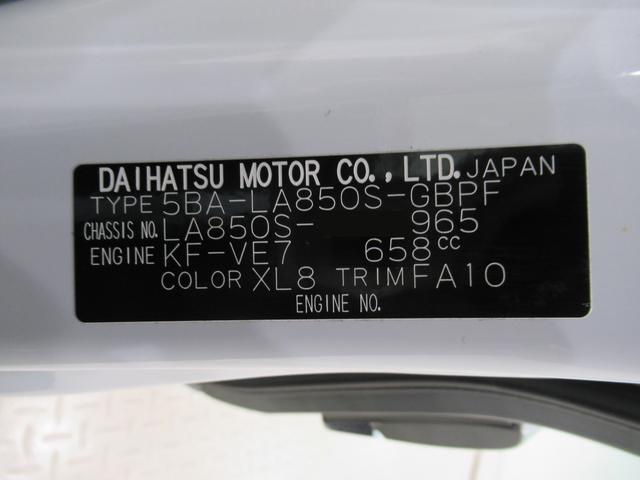 DAIHATSU MOTOR CO., LTD. JAPAN
TYPE 5BA-LA850S-GBPF
CHASSIS NO. LA850S- 965
ENGINE KF-VE7 658cc
COLOR XL8 TRIM FA10
ENGINE NO.